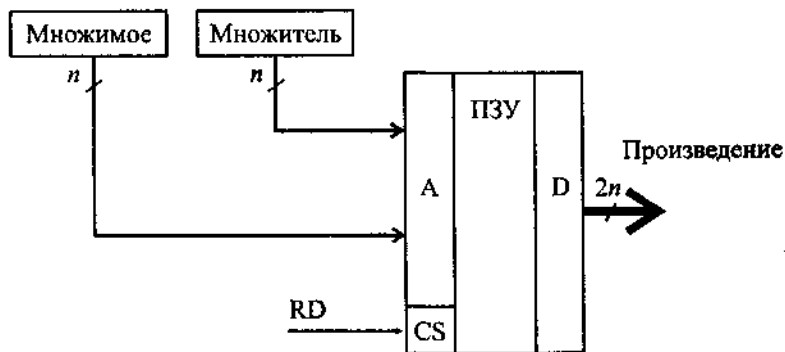 Множимое
Множитель
n
n
ПЗУ
Произведение
A
D
2n
RD
CS